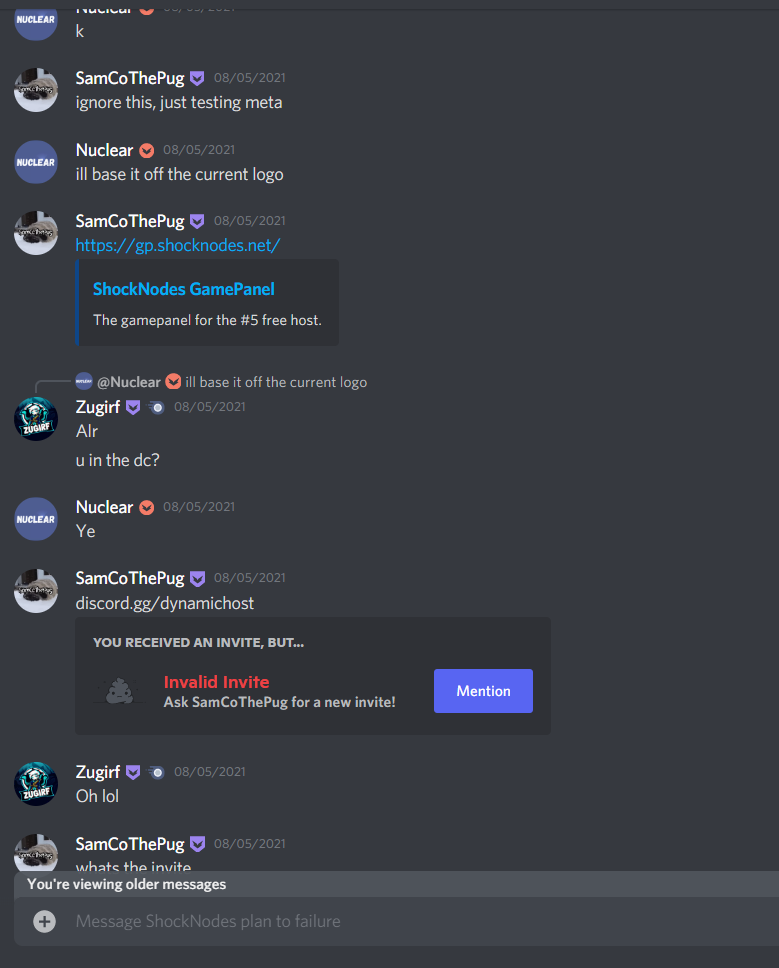 Nuclear 08/05/2021
NUCLEAR
k
SamCoThePug 08/05/2021
ignore this, just testing meta
Nuclear 08/05/2021
NUCLEAR
ill base it off the current logo
SamCoThePug 08/05/2021
https://gp.shocknodes.net/
ShockNodes GamePanel
The gamepanel for the #5 free host.
@Nuclear ill base it off the current logo
Zugirf 08/05/2021
ZUGIRF
Alr
u in the dc?
Nuclear 08/05/2021
NUCLEAR
Ye
SamCoThePug 08/05/2021
discord.gg/dynamichost
YOU RECEIVED AN INVITE, BUT...
Invalid Invite
Ask SamCoThePug for a new invite!
Mention
Zugirf 08/05/2021
ZUGIRF
Oh lol
SamCoThePug 08/05/2021
whats the invite
You're viewing older messages
Message ShockNodes plan to failure